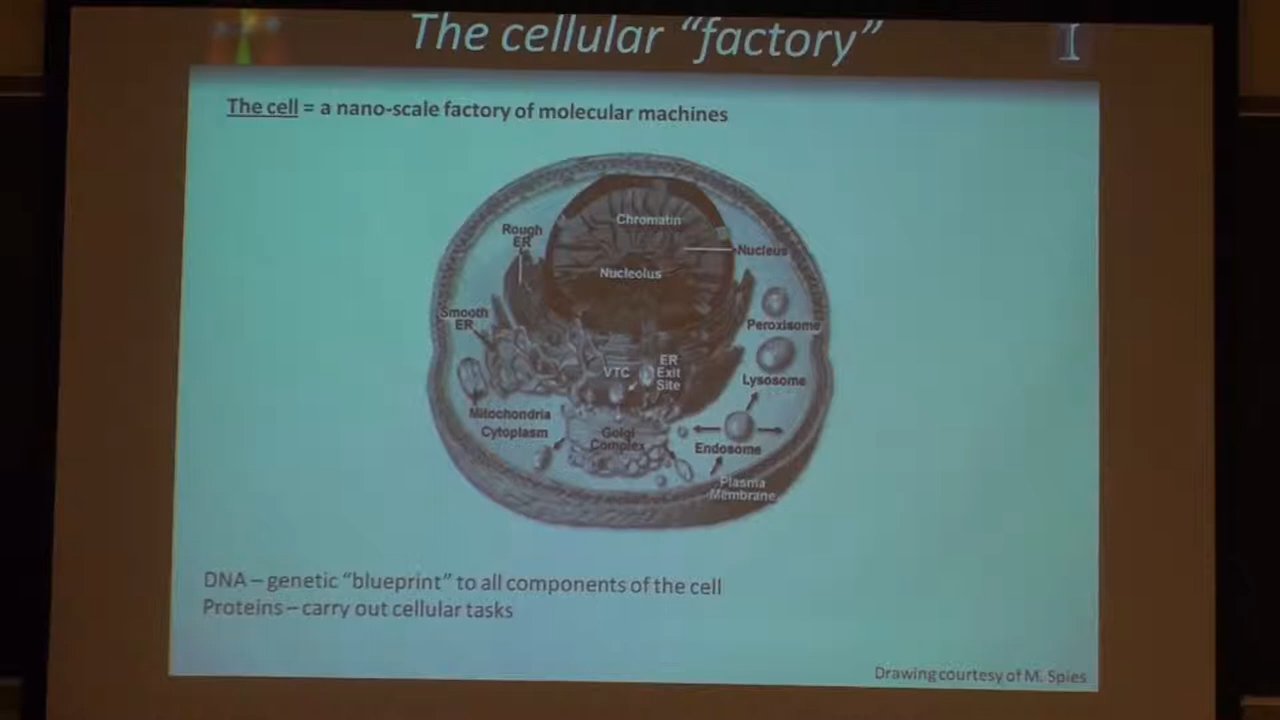 The cellular “factory”
The cell = a nano-scale factory of molecular machines
Chromatin
Rough
ER
Nucleus
Nucleolus
Smooth
ER
Peroxisome
VTC
ER
Exit
Site
Lysosome
Mitochondria
Cytoplasm
Golgi
Complex
Endosome
Plasma
Membrane
DNA – genetic “blueprint” to all components of the cell
Proteins – carry out cellular tasks
Drawing courtesy of M. Spies